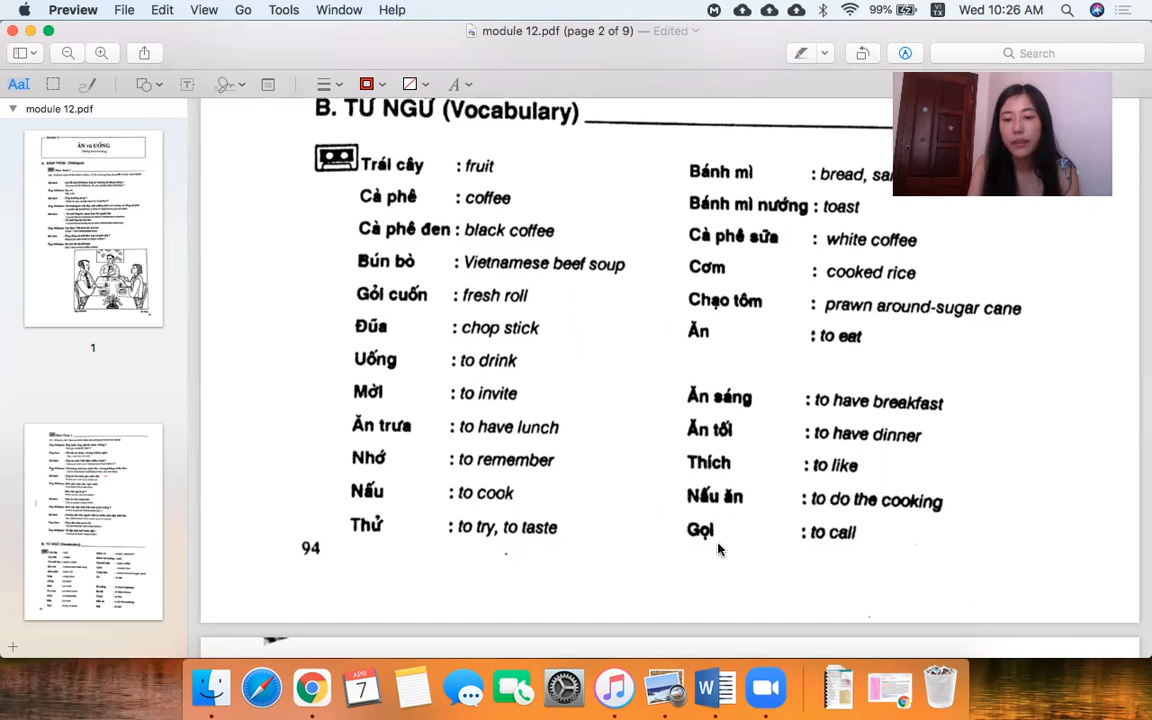 Preview File Edit View Go Tools Window Help
99% Wed 10:26 AM
module 12.pdf (page 2 of 9) — Edited
Search
module 12.pdf
ĂN và UỐNG
1
B. TỪ NGỮ (Vocabulary)
Trái cây : fruit
Cà phê : coffee
Cà phê đen : black coffee
Bún bò : Vietnamese beef soup
Gỏi cuốn : fresh roll
Đũa : chop stick
Uống : to drink
Mời : to invite
Ăn trưa : to have lunch
Nhớ : to remember
Nấu : to cook
Thử : to try, to taste
94
Bánh mì : bread,
Bánh mì nướng : toast
Cà phê sữa : white coffee
Cơm : cooked rice
Chạo tôm : prawn around-sugar cane
Ăn : to eat
Ăn sáng : to have breakfast
Ăn tối : to have dinner
Thích : to like
Nấu ăn : to do the cooking
Gọi : to call
APR
7